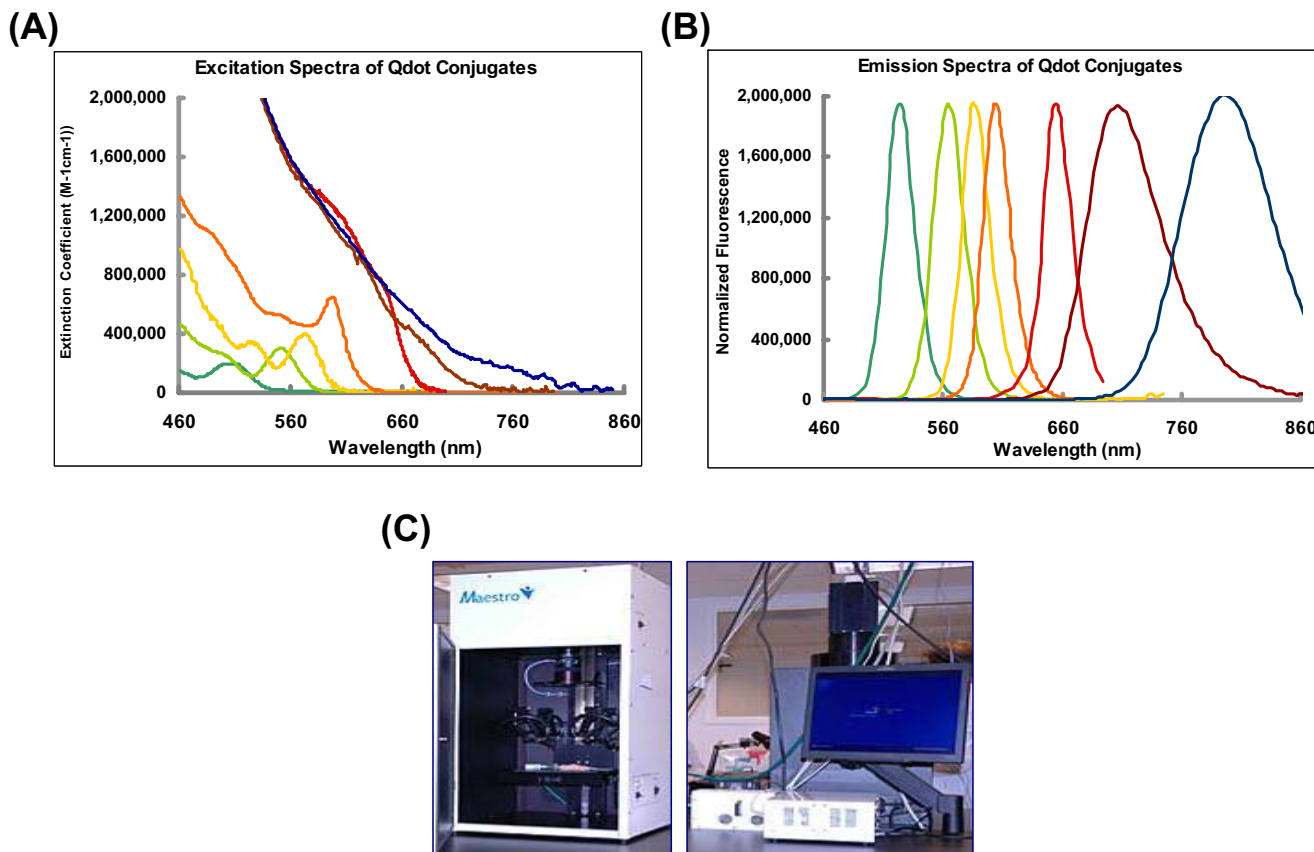 (A)
Excitation Spectra of Qdot Conjugates
Extinction Coefficient (M-1cm-1))
2,000,000
1,600,000
1,200,000
800,000
400,000
0
460 560 660 760 860
Wavelength (nm)
(B)
Emission Spectra of Qdot Conjugates
Normalized Fluorescence
2,000,000
1,600,000
1,200,000
800,000
400,000
0
460 560 660 760 860
Wavelength (nm)
(C)
Maestro